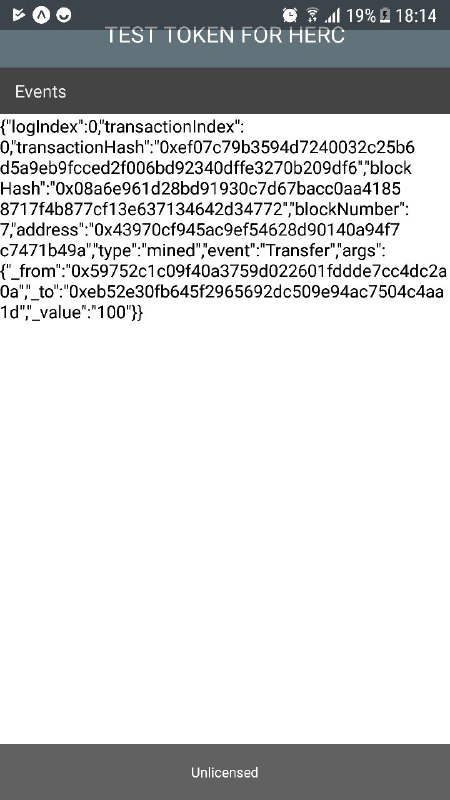 19% 18:14
TEST TOKEN FOR HERC
Events
{"logIndex":0,"transactionIndex":
0,"transactionHash":"0xef07c79b3594d7240032c25b6
d5a9eb9fcced2f006bd92340dffe3270b209df6","block
Hash":"0x08a6e961d28bd91930c7d67bacc0aa4185
8717f4b877cf13e637134642d34772","blockNumber":
7,"address":"0x43970cf945ac9ef54628d90140a94f7
c7471b49a","type":"mined","event":"Transfer","args":
{"_from":"0x59752c1c09f40a3759d022601fddde7cc4dc2a
0a","_to":"0xeb52e30fb645f2965692dc509e94ac7504c4aa
1d","_value":"100"}}
Unlicensed